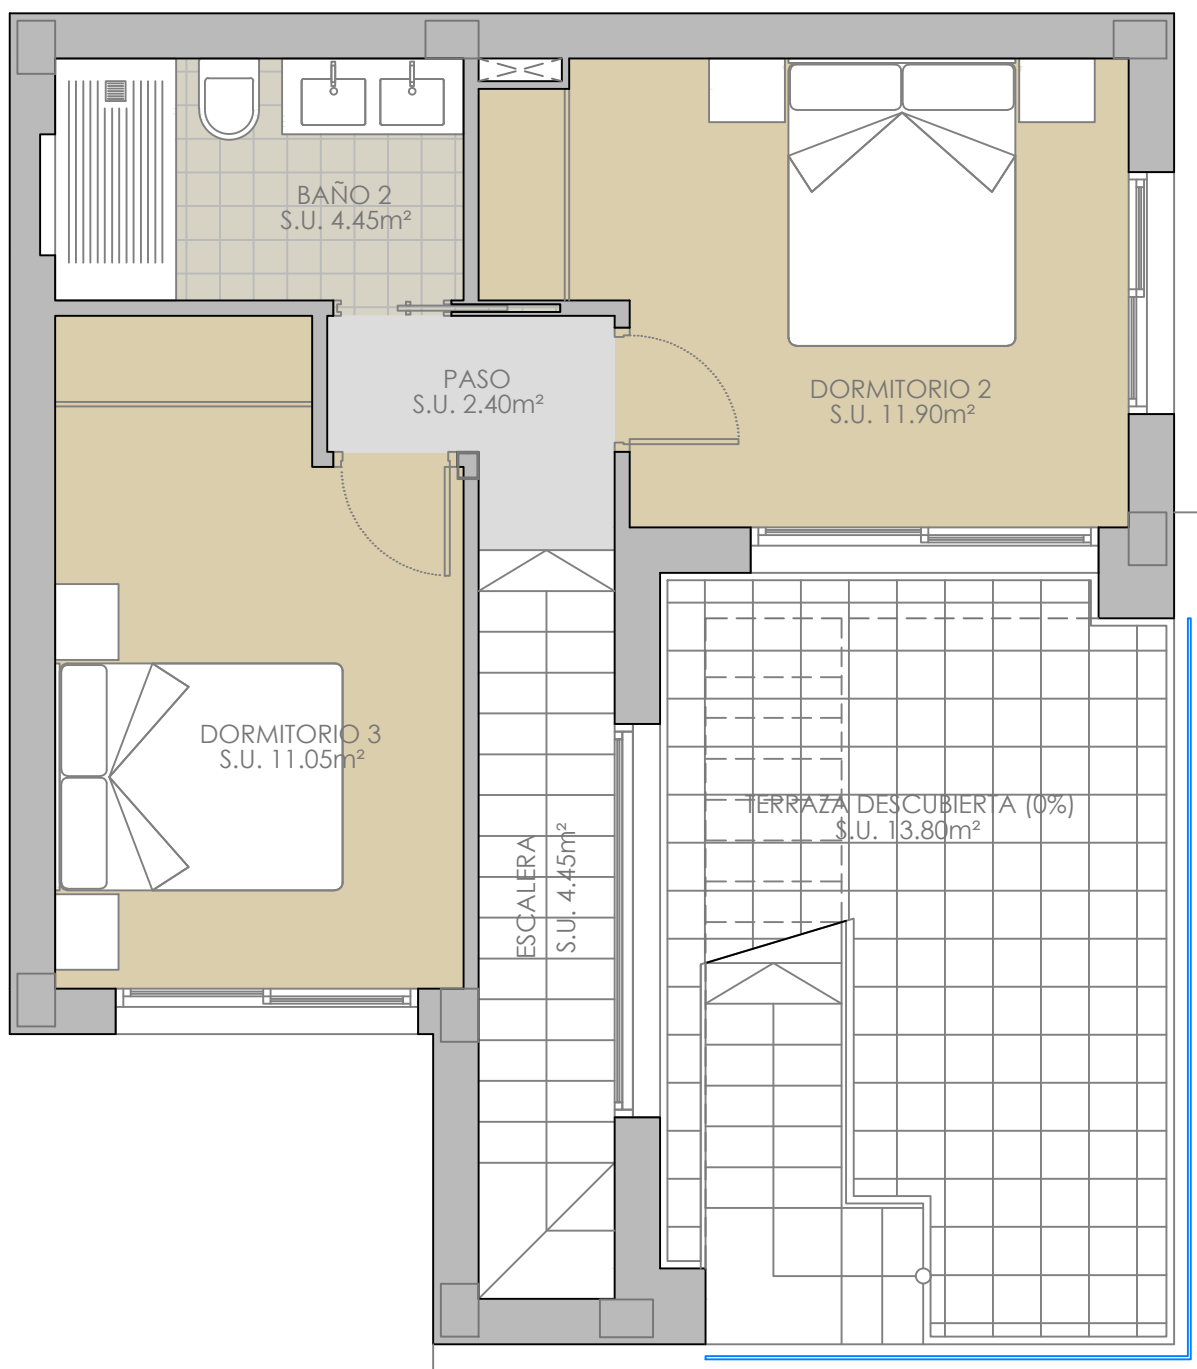 BAÑO 2
S.U. 4.45m²
PASO
S.U. 2.40m²
DORMITORIO 2
S.U. 11.90m²
DORMITORIO 3
S.U. 11.05m²
ESCALERA
S.U. 4.45m²
TERRAZA DESCUBIERTA (0%)
S.U. 13.80m²